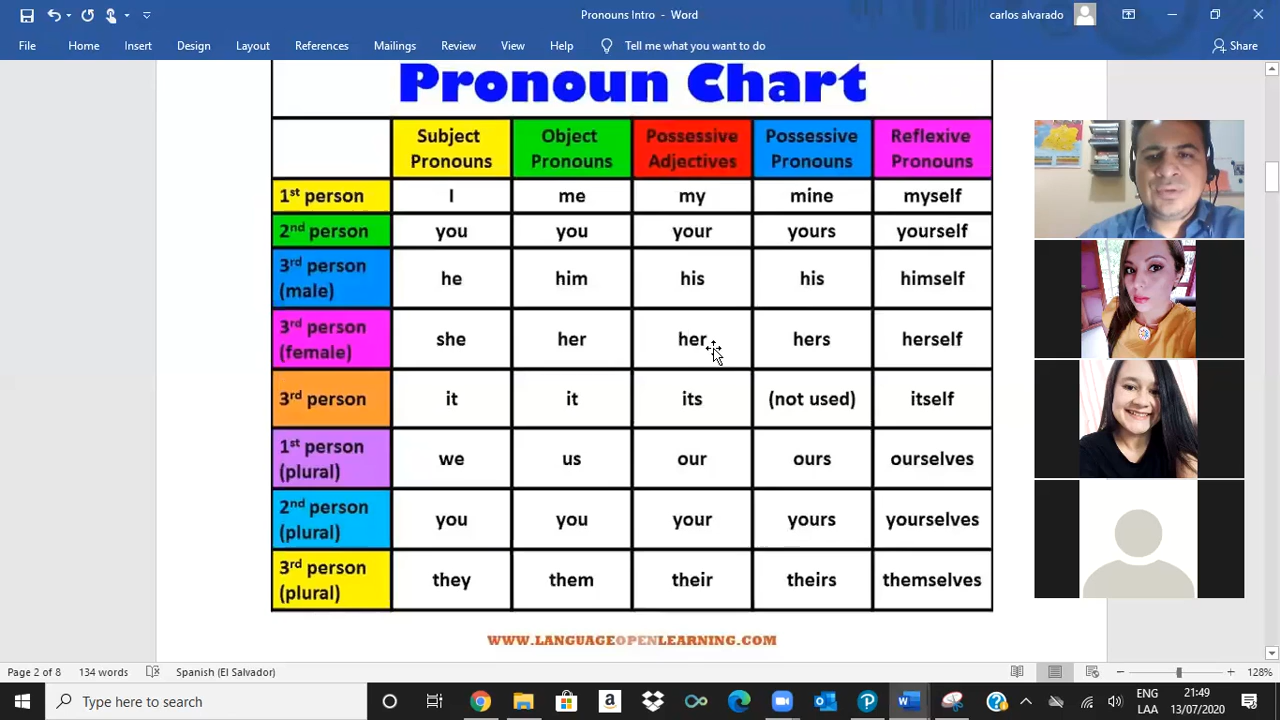 Pronouns Intro - Word
carlos alvarado
File Home Insert Design Layout References Mailings Review View Help Tell me what you want to do Share
Pronoun Chart
Subject Pronouns Object Pronouns Possessive Adjectives Possessive Pronouns Reflexive Pronouns
1st person I me my mine myself
2nd person you you your yours yourself
3rd person (male) he him his his himself
3rd person (female) she her her hers herself
3rd person it it its (not used) itself
1st person (plural) we us our ours ourselves
2nd person (plural) you you your yours yourselves
3rd person (plural) they them their theirs themselves
WWW.LANGUAGEOPENLEARNING.COM
Page 2 of 8 134 words Spanish (El Salvador) 128%
Type here to search
ENG 21:49
LAA 13/07/2020